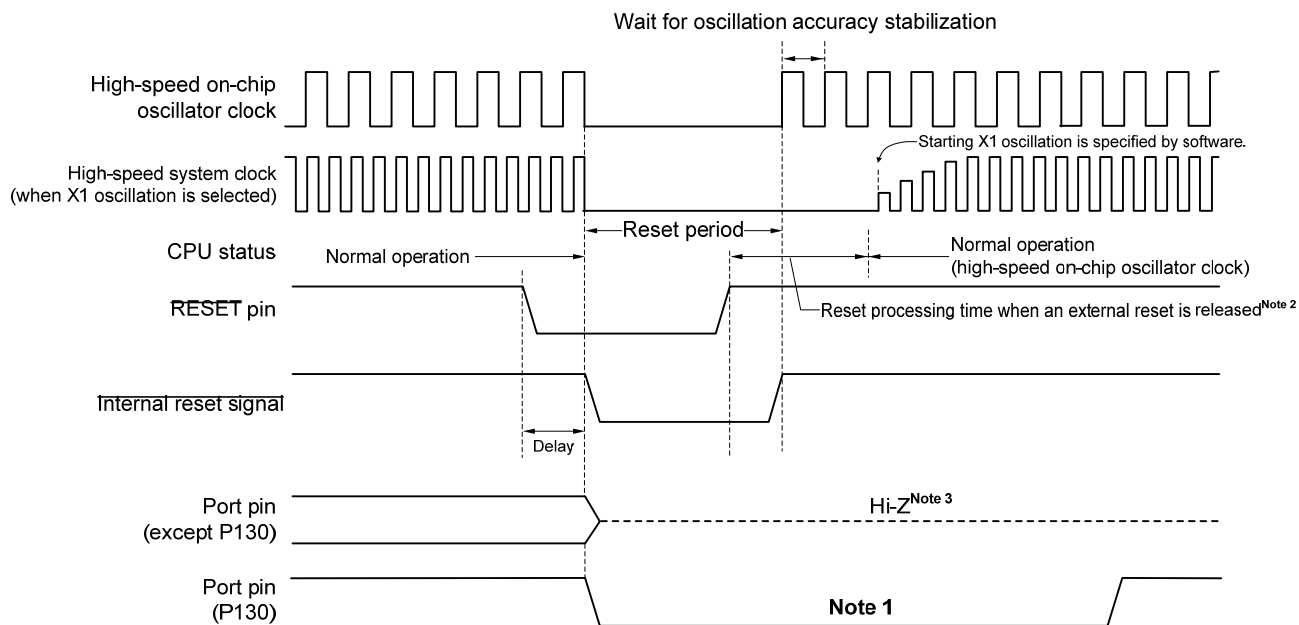 Wait for oscillation accuracy stabilization
High-speed on-chip
oscillator clock
Starting X1 oscillation is specified by software.
High-speed system clock
(when X1 oscillation is selected)
Reset period
CPU status
Normal operation
Normal operation
(high-speed on-chip oscillator clock)
RESET pin
Reset processing time when an external reset is released Note 2
Internal reset signal
Delay
Port pin
(except P130)
Hi-Z Note 3
Port pin
(P130)
Note 1